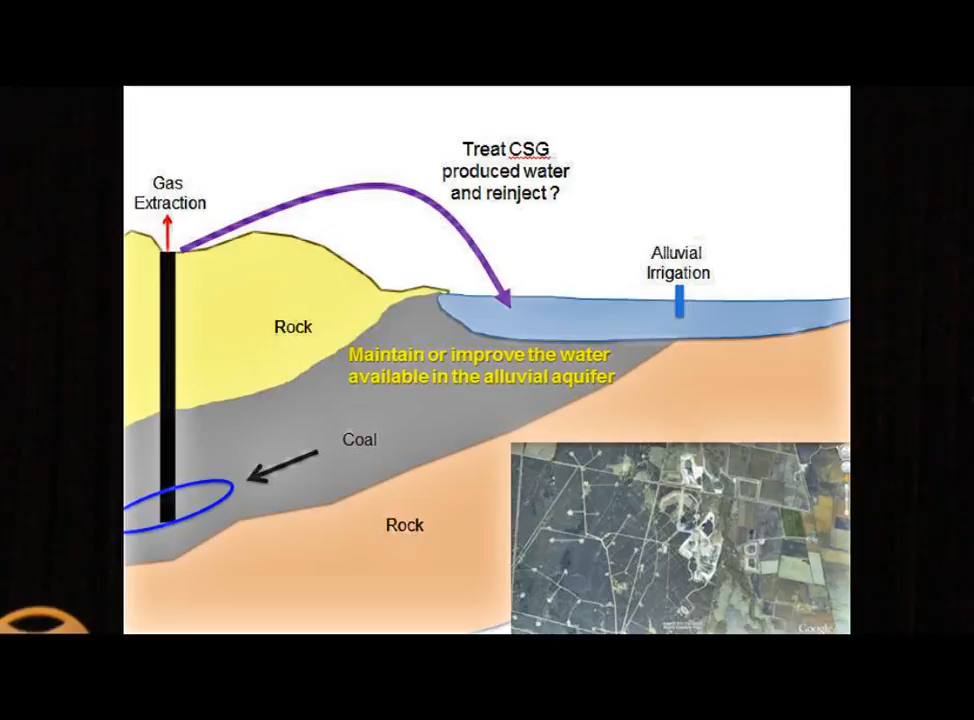 Treat CSG
produced water
and reinject ?
Gas
Extraction
Alluvial
Irrigation
Rock
Maintain or improve the water
available in the alluvial aquifer
Coal
Rock
Google